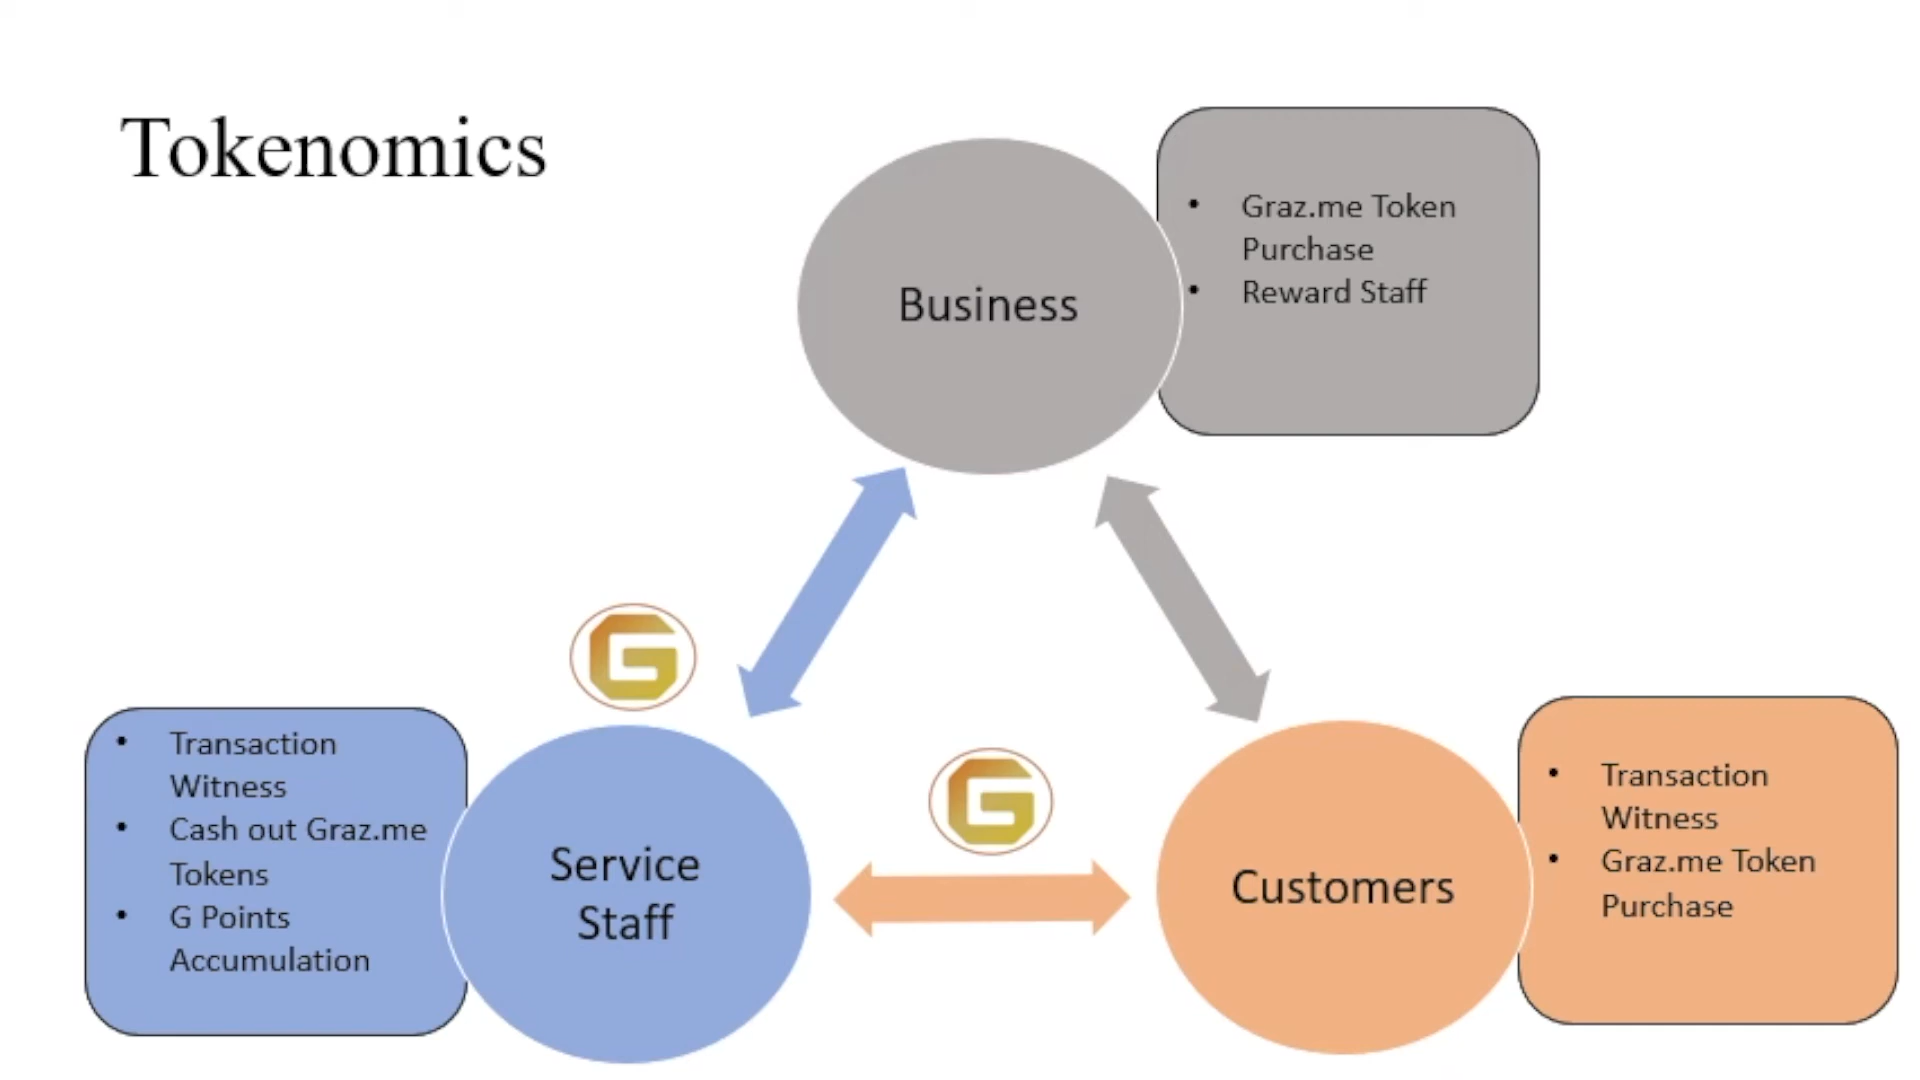 Tokenomics
Business
• Graz.me Token
Purchase
• Reward Staff
G
G
• Transaction
Witness
• Cash out Graz.me
Tokens
• G Points
Accumulation
Service
Staff
Customers
• Transaction
Witness
• Graz.me Token
Purchase